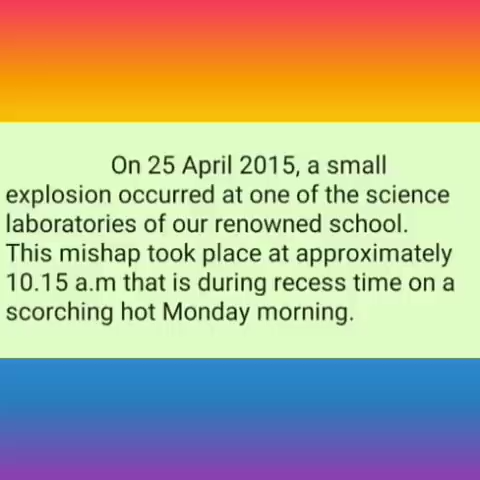 On 25 April 2015, a small
explosion occurred at one of the science
laboratories of our renowned school.
This mishap took place at approximately
10.15 a.m that is during recess time on a
scorching hot Monday morning.